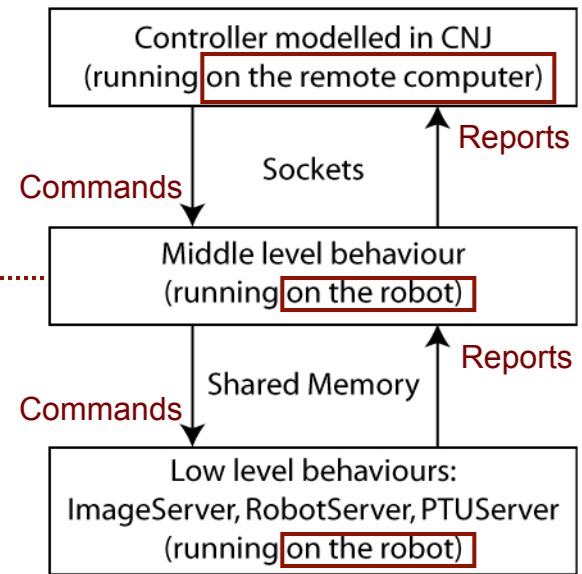 Controller modelled in CNJ
(running on the remote computer)
Reports
Sockets
Commands
Middle level behaviour
(running on the robot)
Reports
Shared Memory
Commands
Low level behaviours:
ImageServer, RobotServer, PTUServer
(running on the robot)